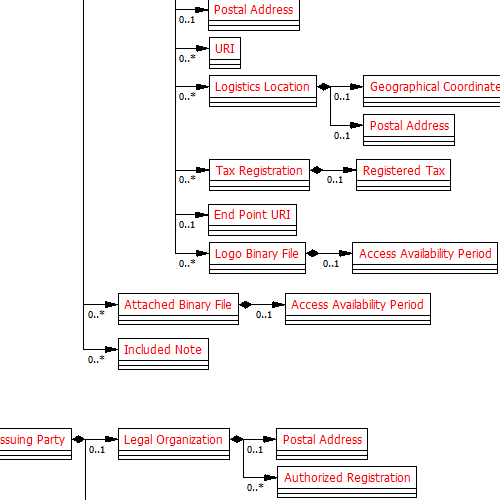 Postal Address
0..1
URI
0..*
Logistics Location
0..*
0..1
Postal Address
0..1
Tax Registration
0..*
Registered Tax
0..1
End Point URI
0..1
Logo Binary File
0..*
Access Availability Period
0..1
Attached Binary File
0..*
Access Availability Period
0..1
Included Note
0..*
Party
Legal Organization
0..1
Postal Address
0..1
Authorized Registration
0..*
Geographical